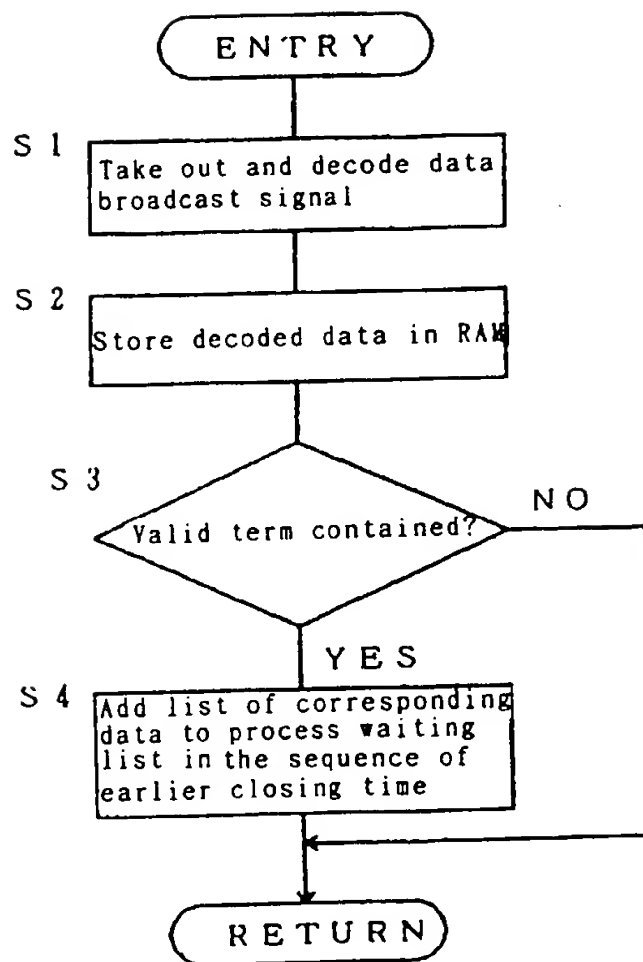 ENTRY
S 1
Take out and decode data
broadcast signal
S 2
Store decoded data in RAM
S 3
Valid term contained?
NO
YES
S 4
Add list of corresponding
data to process waiting
list in the sequence of
earlier closing time
RETURN